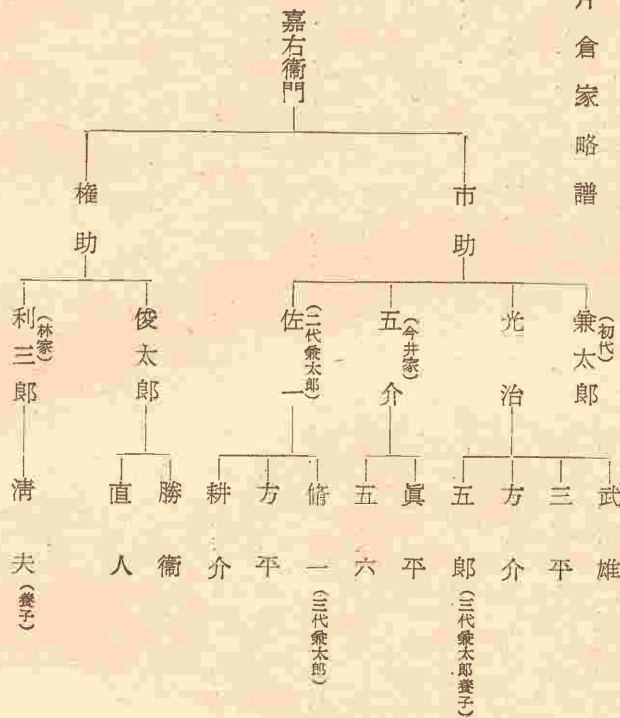 片倉家略譜
嘉右衞門
市助
権助
兼太郎(初代)
光治
五介(今井家)
佐一(二代兼太郎)
俊太郎
利三郎(林家)
武雄
三平
方介
五郎(三代兼太郎養子)
眞平
五六
脩一(三代兼太郎)
方平
耕介
勝衞
直人
淸夫(養子)